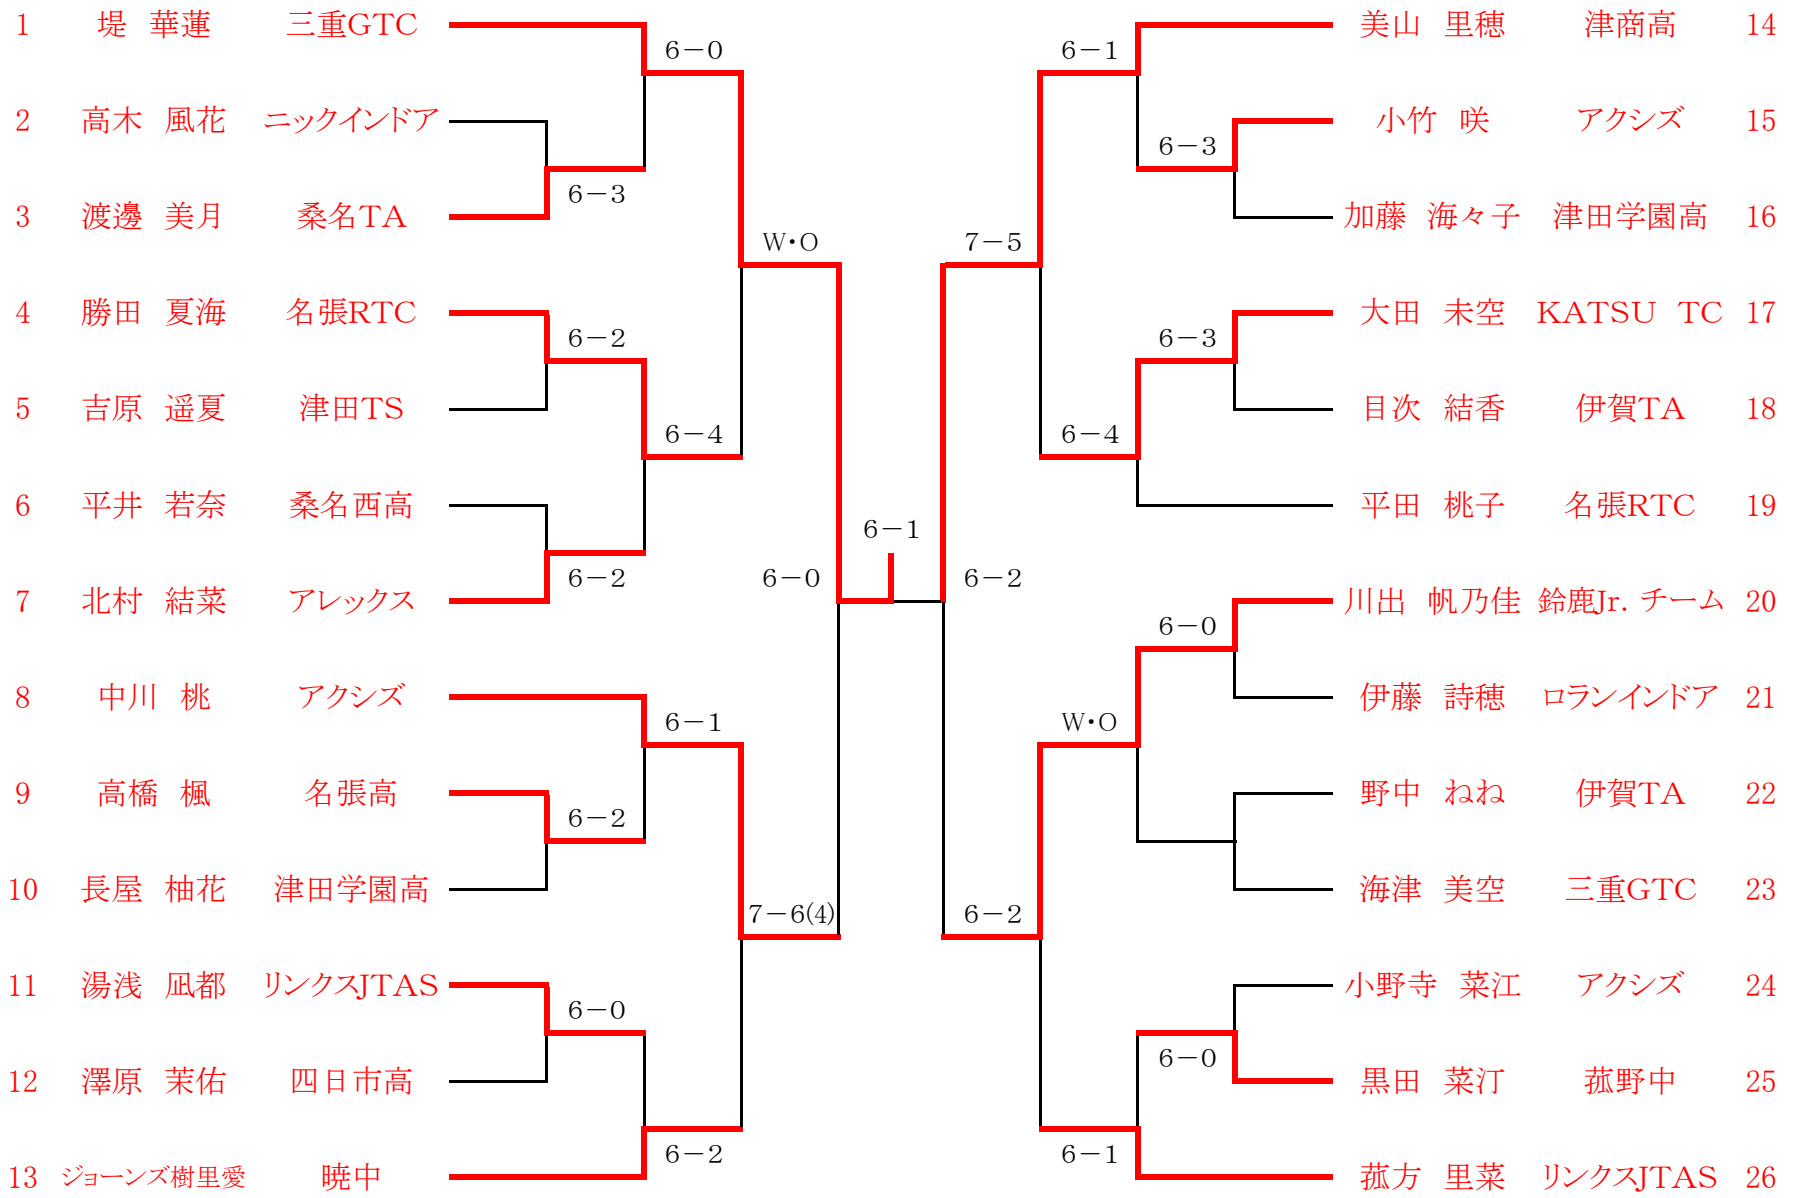 1 堤　華蓮 三重GTC
6−0
2 高木　風花 ニックインドア
6−3
3 渡邊　美月 桑名TA
W・O
4 勝田　夏海 名張RTC
6−2
5 吉原　遥夏 津田TS
6−4
6 平井　若奈 桑名西高
6−2
7 北村　結菜 アレックス
6−0
8 中川　桃 アクシズ
6−1
9 高橋　楓 名張高
6−2
10 長屋　柚花 津田学園高
7−6(4)
11 湯浅　凪都 リンクスJTAS
6−0
12 澤原　茉佑 四日市高
6−2
13 ジョーンズ樹里愛 暁中
6−1
美山　里穂 津商高 14
6−1
小竹　咲 アクシズ 15
6−3
加藤　海々子 津田学園高 16
7−5
大田　未空 KATSU　TC 17
6−3
目次　結香 伊賀TA 18
6−4
平田　桃子 名張RTC 19
6−2
川出　帆乃佳 鈴鹿Jr. チーム 20
6−0
伊藤　詩穂 ロランインドア 21
W・O
野中　ねね 伊賀TA 22
海津　美空 三重GTC 23
6−2
小野寺　菜江 アクシズ 24
6−0
黒田　菜汀 菰野中 25
6−1
菰方　里菜 リンクスJTAS 26